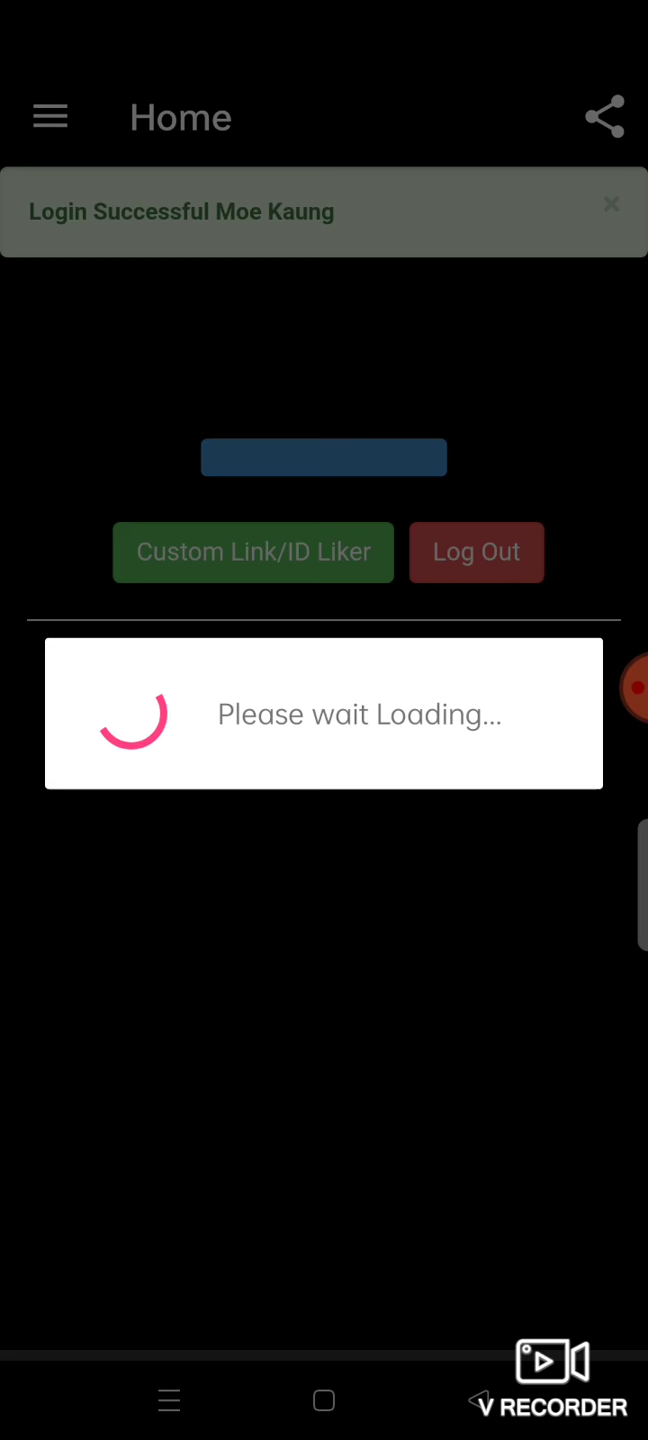 Home
Login Successful Moe Kaung
×
Custom Link/ID Liker
Log Out
Please wait Loading...
V RECORDER